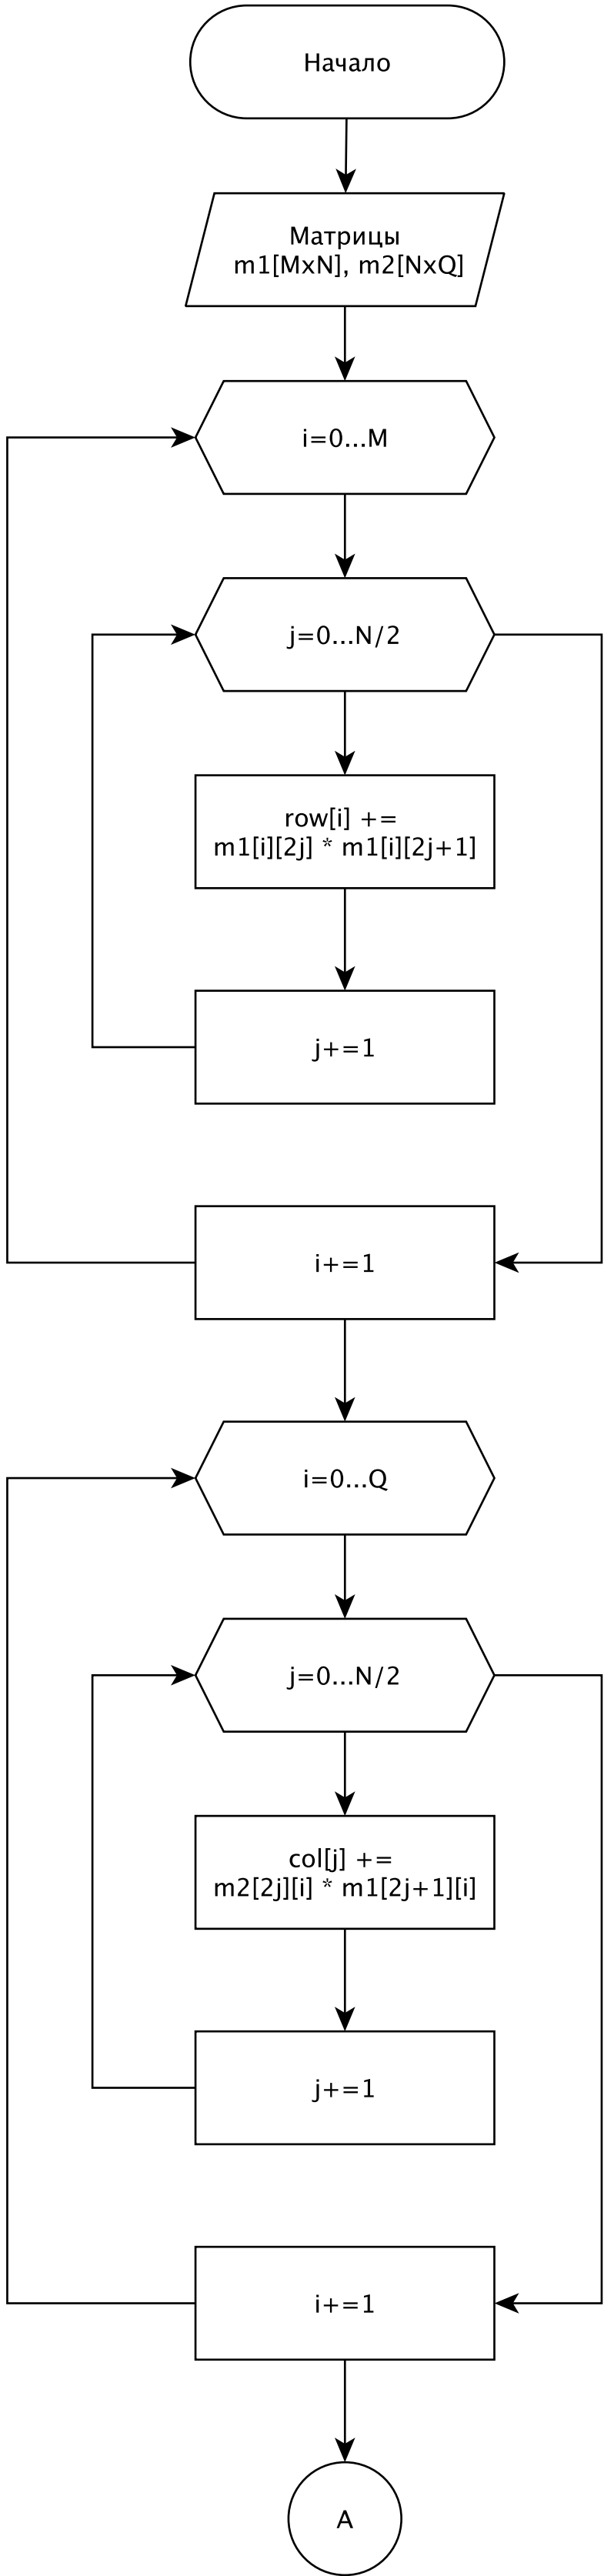 Начало
Матрицы
m1[MxN], m2[NxQ]
i=0...M
j=0...N/2
row[i] +=
m1[i][2j] * m1[i][2j+1]
j+=1
i+=1
i=0...Q
j=0...N/2
col[j] +=
m2[2j][i] * m1[2j+1][i]
j+=1
i+=1
A